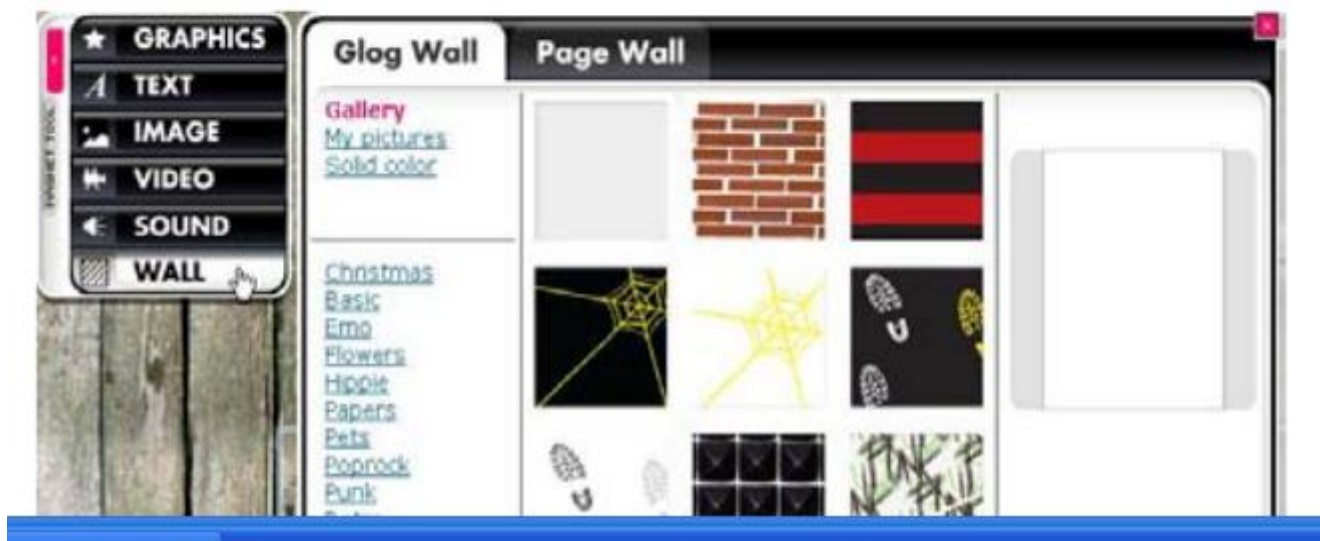 GRAPHICS
TEXT
IMAGE
VIDEO
SOUND
WALL
Glog Wall
Page Wall
Gallery
My pictures
Solid color
Christmas
Basic
Emo
Flowers
Hippie
Papers
Pets
Poprock
Punk